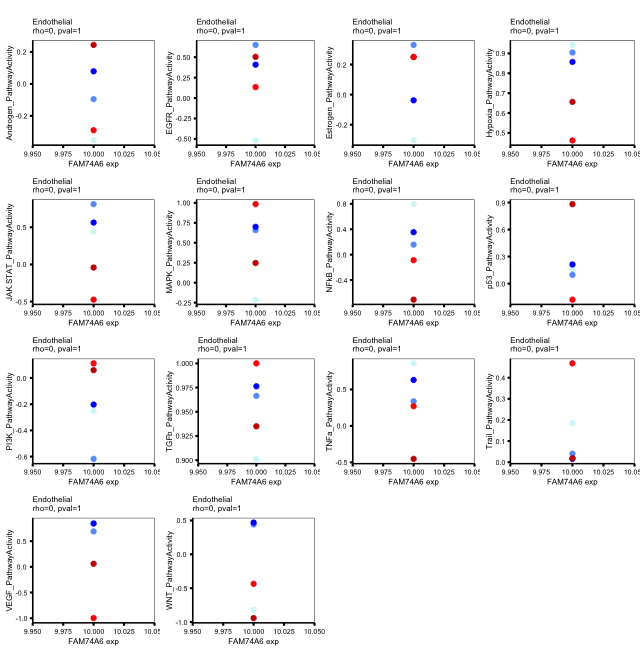 Endothelial
rho=0, pval=1
Androgen_PathwayActivity
0.2
0.0
-0.2
9.950 9.975 10.000 10.025 10.05
FAM74A6 exp
Endothelial
rho=0, pval=1
EGFR_PathwayActivity
0.50
0.25
0.00
-0.25
-0.50
9.950 9.975 10.000 10.025 10.05
FAM74A6 exp
Endothelial
rho=0, pval=1
Estrogen_PathwayActivity
0.2
0.0
-0.2
9.950 9.975 10.000 10.025 10.05
FAM74A6 exp
Endothelial
rho=0, pval=1
Hypoxia_PathwayActivity
0.9
0.8
0.7
0.6
0.5
9.950 9.975 10.000 10.025 10.05
FAM74A6 exp
Endothelial
rho=0, pval=1
JAK.STAT_PathwayActivity
0.5
0.0
-0.5
9.950 9.975 10.000 10.025 10.05
FAM74A6 exp
Endothelial
rho=0, pval=1
MAPK_PathwayActivity
1.00
0.75
0.50
0.25
0.00
-0.25
9.950 9.975 10.000 10.025 10.05
FAM74A6 exp
Endothelial
rho=0, pval=1
NFkB_PathwayActivity
0.8
0.4
0.0
-0.4
9.950 9.975 10.000 10.025 10.05
FAM74A6 exp
Endothelial
rho=0, pval=1
p53_PathwayActivity
0.9
0.6
0.3
0.0
9.950 9.975 10.000 10.025 10.05
FAM74A6 exp
Endothelial
rho=0, pval=1
PI3K_PathwayActivity
0.0
-0.2
-0.4
-0.6
9.950 9.975 10.000 10.025 10.05
FAM74A6 exp
Endothelial
rho=0, pval=1
TGFb_PathwayActivity
1.000
0.975
0.950
0.925
0.900
9.950 9.975 10.000 10.025 10.05
FAM74A6 exp
Endothelial
rho=0, pval=1
TNFa_PathwayActivity
0.5
0.0
-0.5
9.950 9.975 10.000 10.025 10.05
FAM74A6 exp
Endothelial
rho=0, pval=1
Trail_PathwayActivity
0.4
0.3
0.2
0.1
0.0
9.950 9.975 10.000 10.025 10.05
FAM74A6 exp
Endothelial
rho=0, pval=1
VEGF_PathwayActivity
0.5
0.0
-0.5
-1.0
9.950 9.975 10.000 10.025 10.05
FAM74A6 exp
Endothelial
rho=0, pval=1
WNT_PathwayActivity
0.5
0.0
-0.5
-1.0
9.950 9.975 10.000 10.025 10.050
FAM74A6 exp